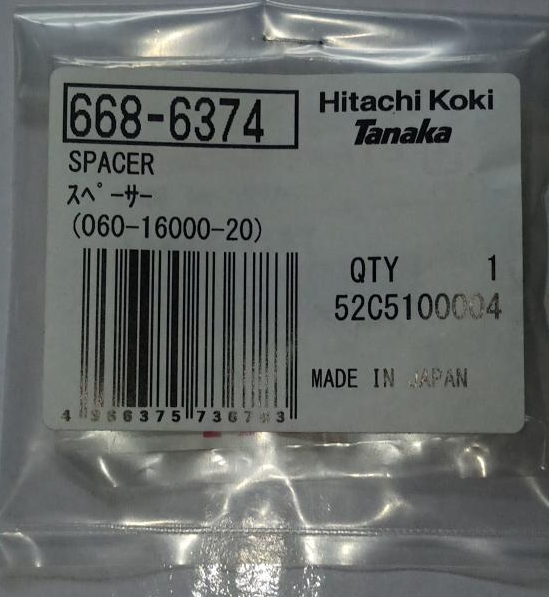 668-6374
Hitachi Koki
Tanaka
SPACER
スペーサー
(060-16000-20)
QTY 1
52C5100004
MADE IN JAPAN